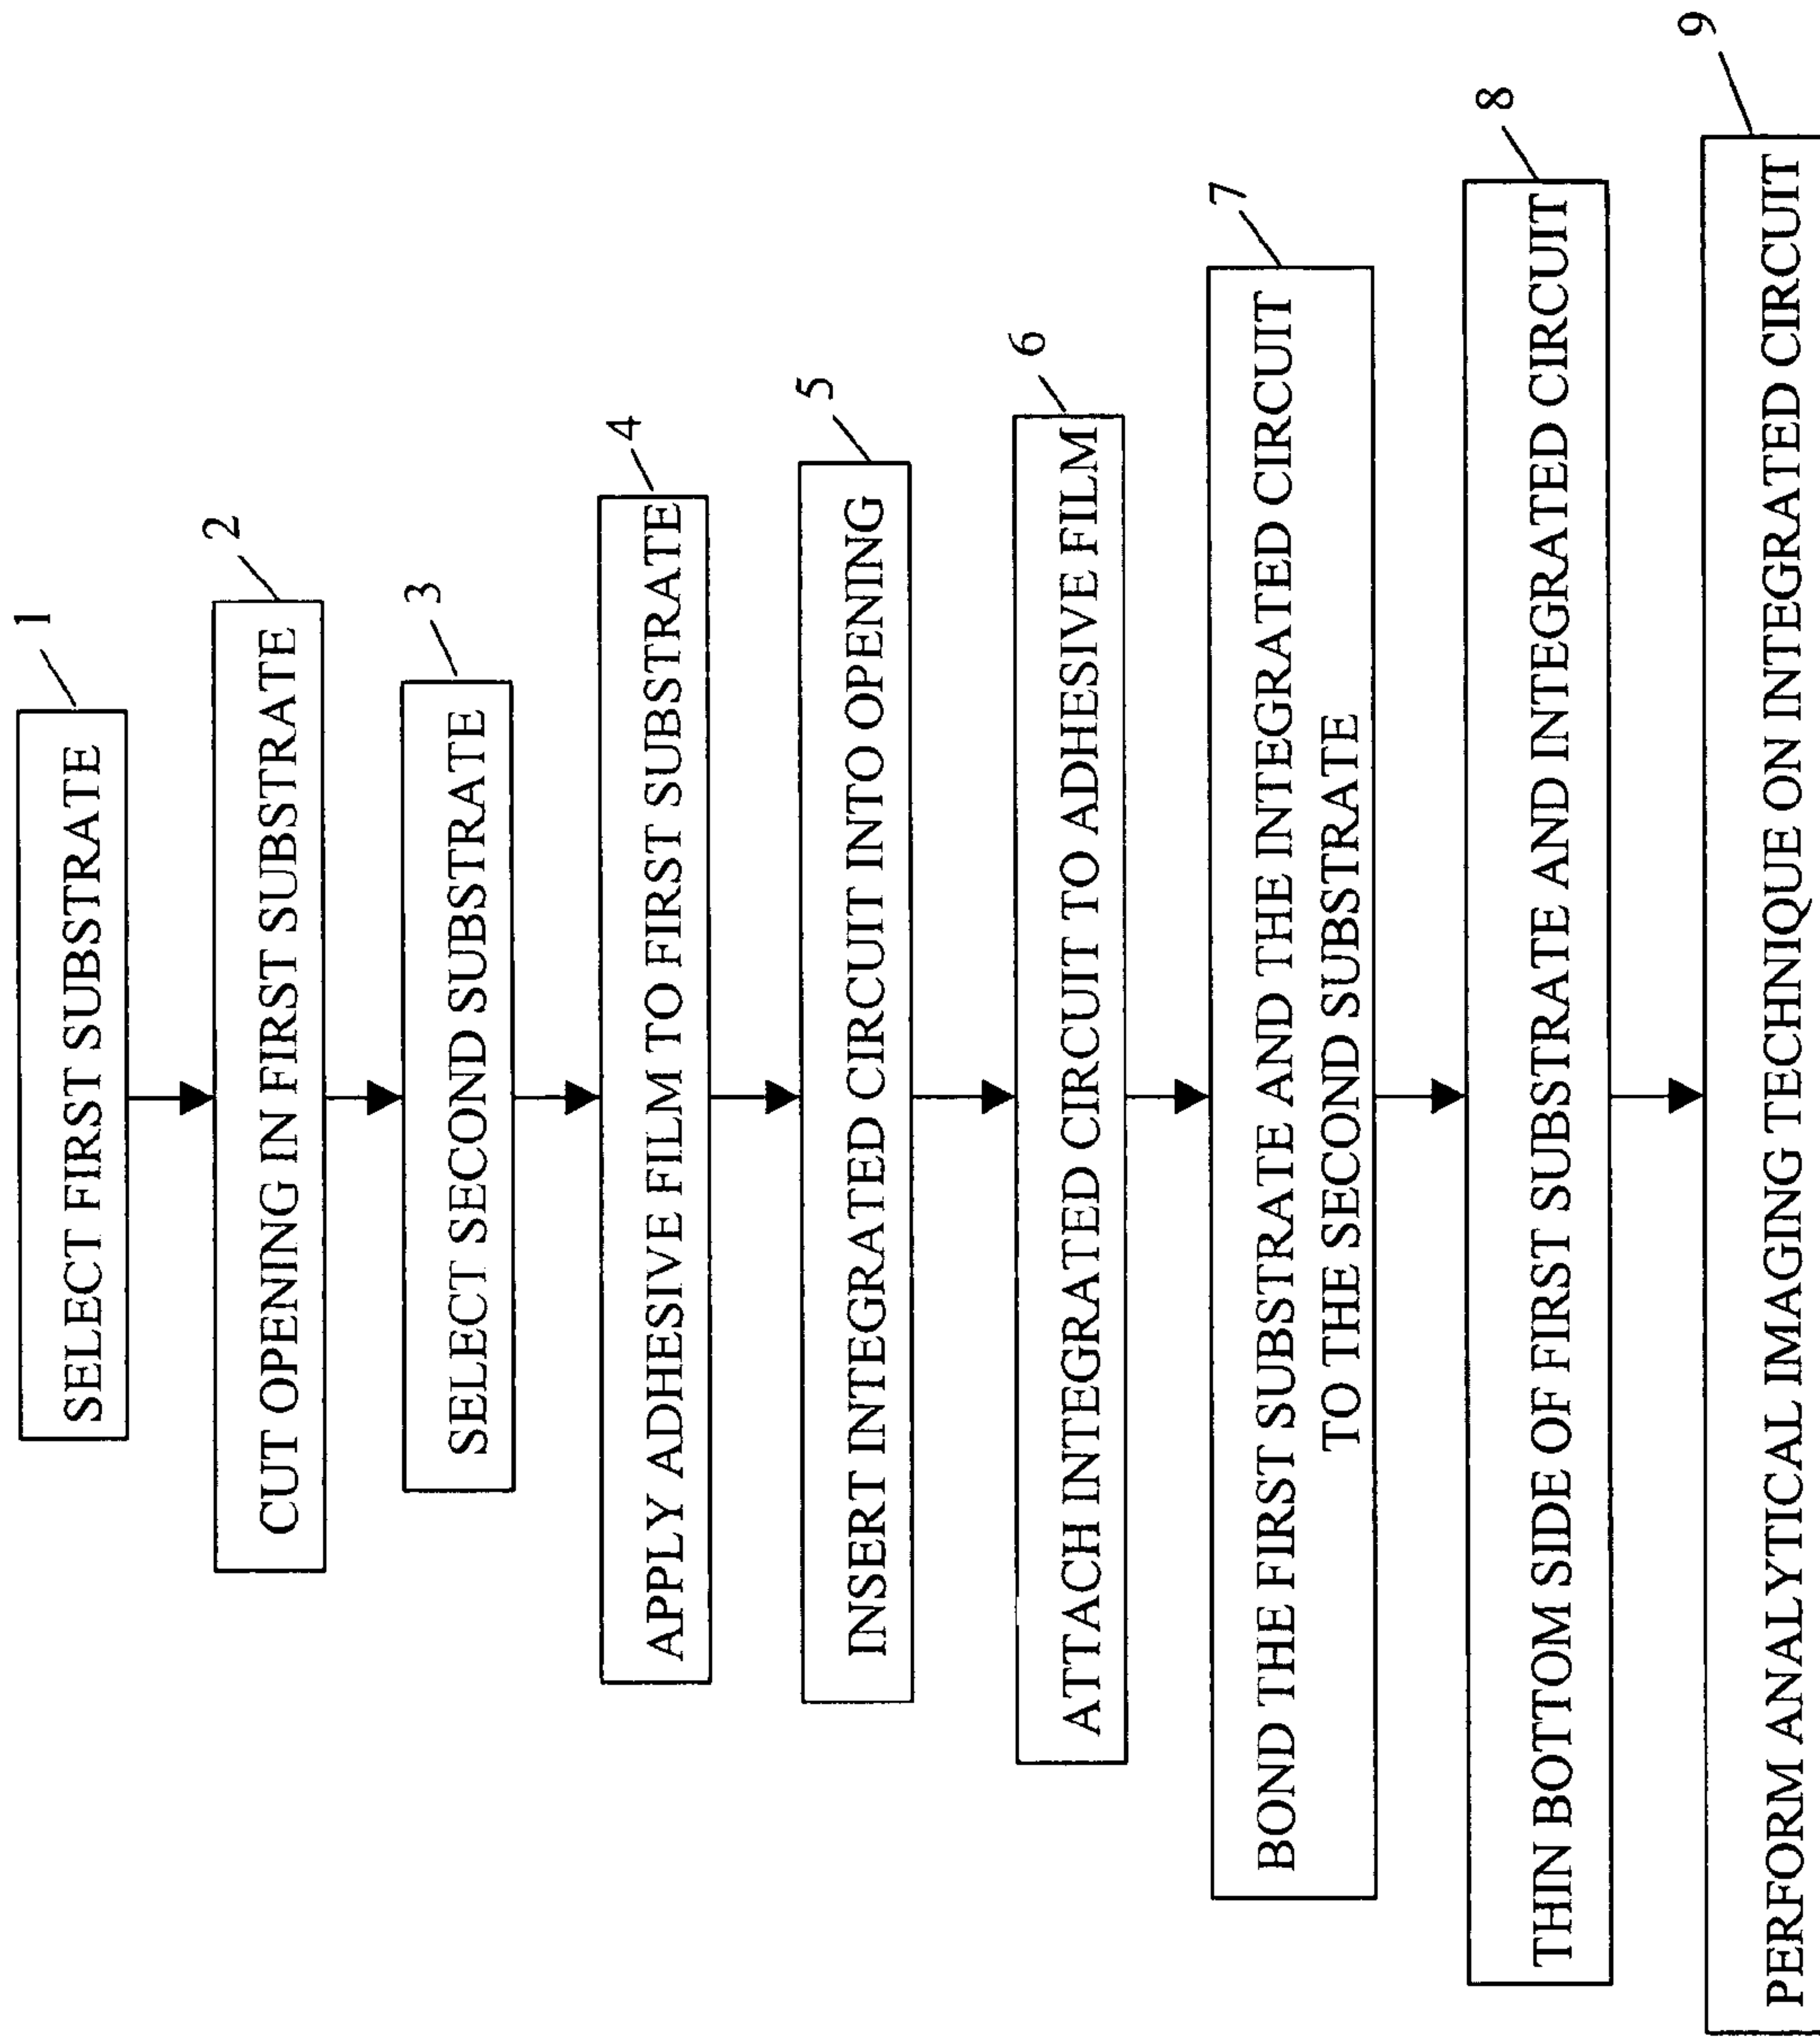 1
SELECT FIRST SUBSTRATE
2
CUT OPENING IN FIRST SUBSTRATE
3
SELECT SECOND SUBSTRATE
4
APPLY ADHESIVE FILM TO FIRST SUBSTRATE
5
INSERT INTEGRATED CIRCUIT INTO OPENING
6
ATTACH INTEGRATED CIRCUIT TO ADHESIVE FILM
7
BOND THE FIRST SUBSTRATE AND THE INTEGRATED CIRCUIT
TO THE SECOND SUBSTRATE
8
THIN BOTTOM SIDE OF FIRST SUBSTRATE AND INTEGRATED CIRCUIT
9
PERFORM ANALYTICAL IMAGING TECHNIQUE ON INTEGRATED CIRCUIT